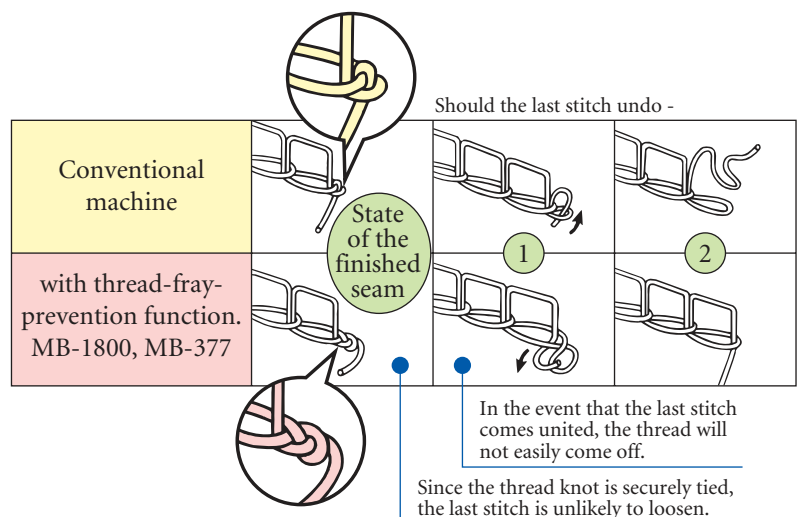 Should the last stitch undo -
Conventional
machine
State
of the
finished
seam
1
2
with thread-fray-
prevention function.
MB-1800, MB-377
In the event that the last stitch
comes united, the thread will
not easily come off.
Since the thread knot is securely tied,
the last stitch is unlikely to loosen.